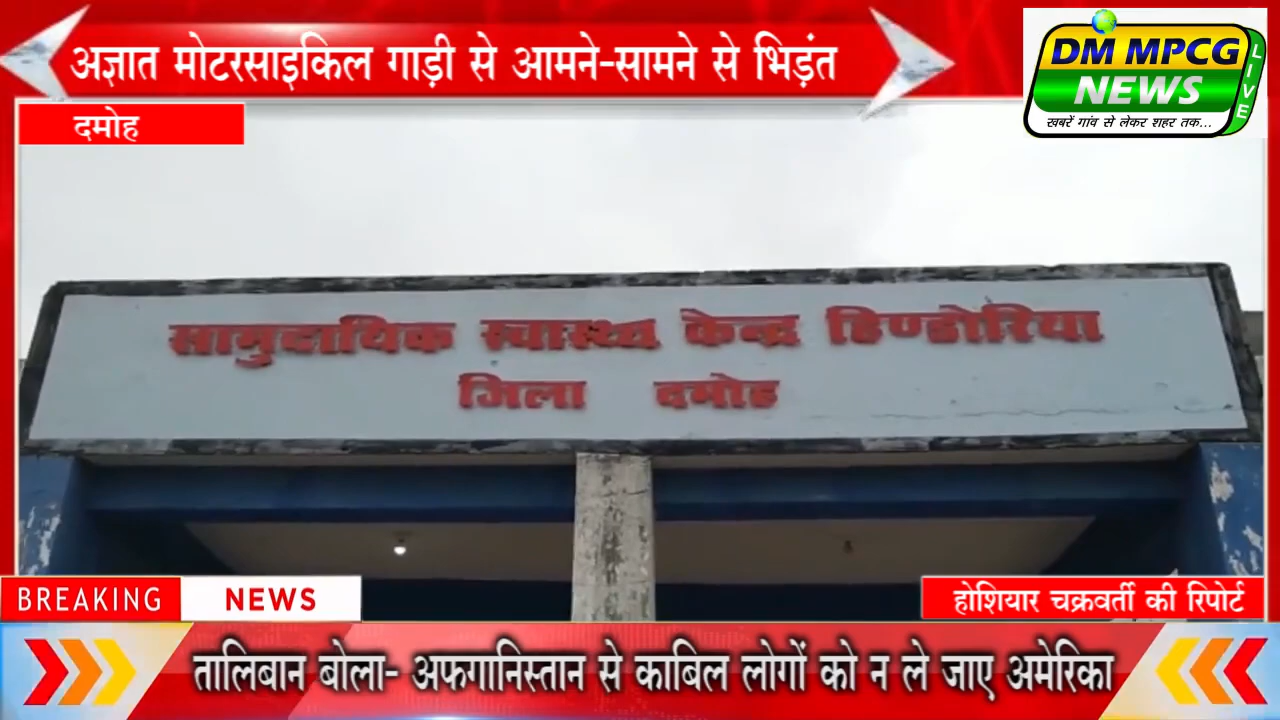 अज्ञात मोटरसाइकिल गाड़ी से आमने-सामने से भिड़ंत
DM MPCG
NEWS
LIVE
खबरें गांव से लेकर शहर तक...
दमोह
सामुदायिक स्वास्थ्य केन्द्र हिण्डोरिया
जिला दमोह
BREAKING NEWS
होशियार चक्रवर्ती की रिपोर्ट
तालिबान बोला- अफगानिस्तान से काबिल लोगों को न ले जाए अमेरिका